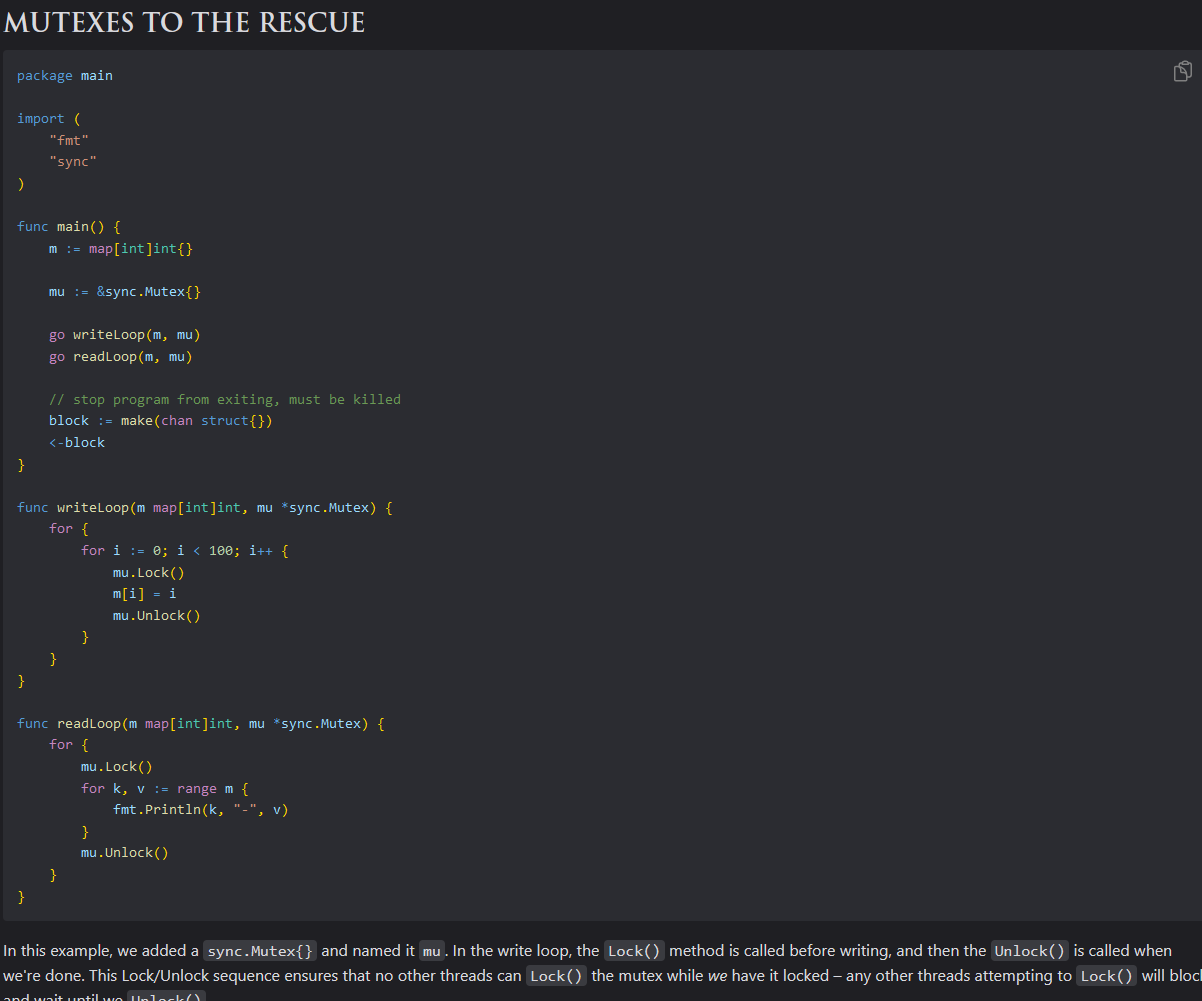 MUTEXES TO THE RESCUE
package main
import (
"fmt"
"sync"
)
func main() {
m := map[int]int{}
mu := &sync.Mutex{}
go writeLoop(m, mu)
go readLoop(m, mu)
// stop program from exiting, must be killed
block := make(chan struct{})
<-block
}
func writeLoop(m map[int]int, mu *sync.Mutex) {
for {
for i := 0; i < 100; i++ {
mu.Lock()
m[i] = i
mu.Unlock()
}
}
}
func readLoop(m map[int]int, mu *sync.Mutex) {
for {
mu.Lock()
for k, v := range m {
fmt.Println(k, "-", v)
}
mu.Unlock()
}
}
In this example, we added a sync.Mutex{} and named it mu. In the write loop, the Lock() method is called before writing, and then the Unlock() is called when
we're done. This Lock/Unlock sequence ensures that no other threads can Lock() the mutex while we have it locked – any other threads attempting to Lock() will block
and wait until we Unlock()